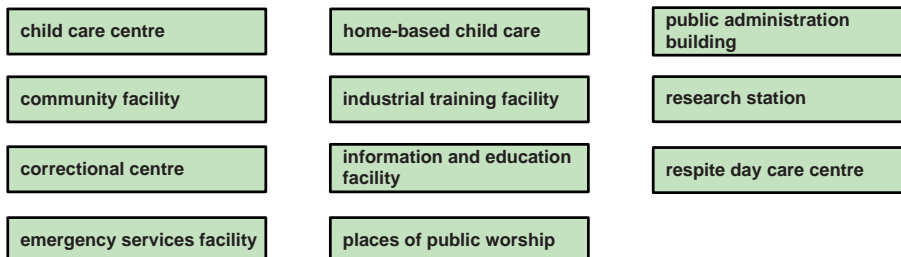 child care centre
community facility
correctional centre
emergency services facility
home-based child care
industrial training facility
information and education
facility
places of public worship
public administration
building
research station
respite day care centre